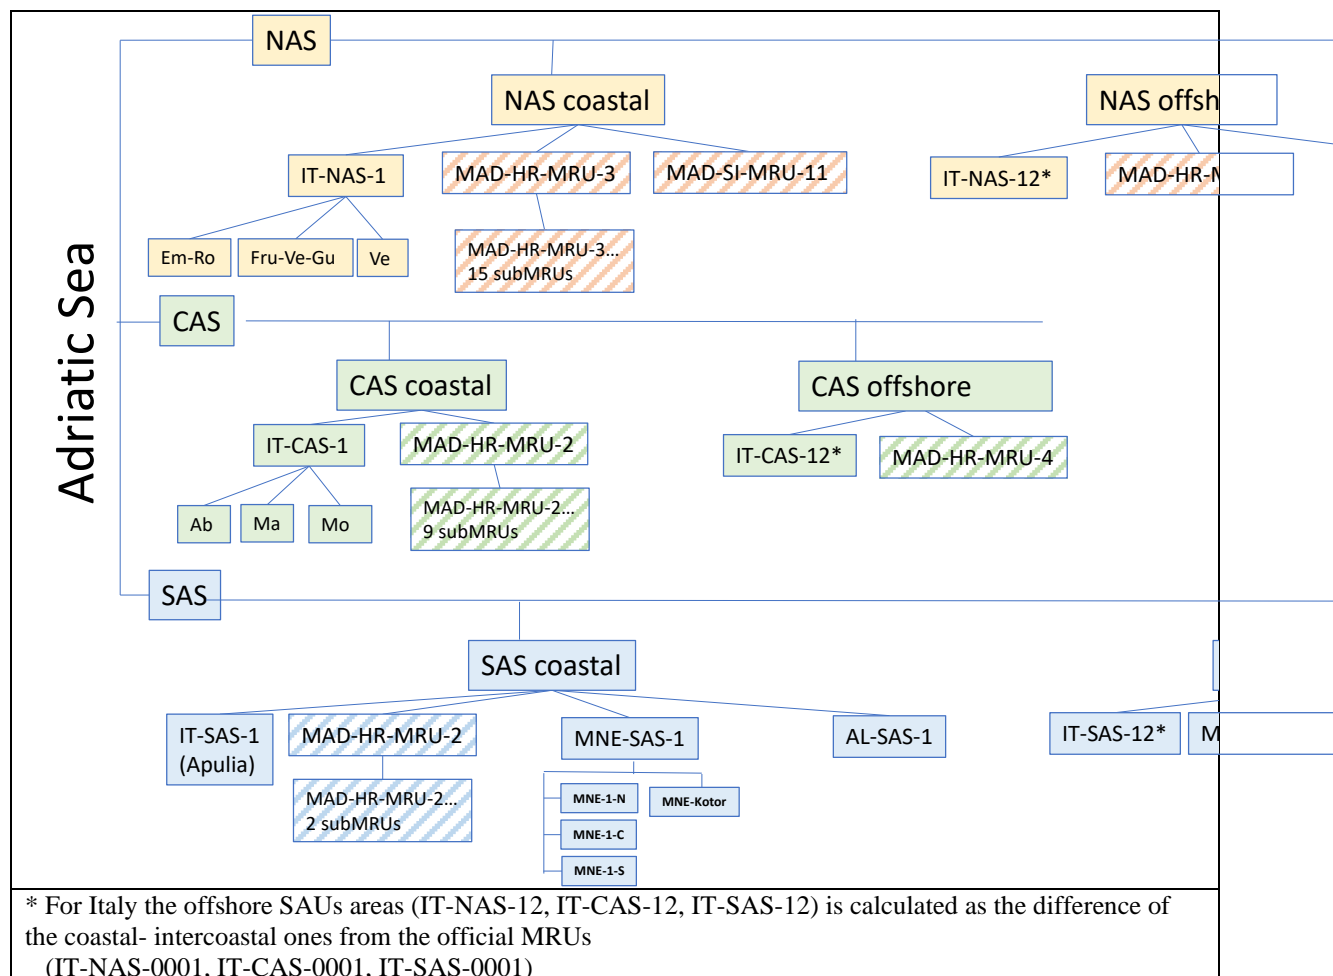 Adriatic Sea
NAS
NAS coastal
NAS offsh
IT-NAS-1
MAD-HR-MRU-3
MAD-SI-MRU-11
IT-NAS-12*
MAD-HR-M
Em-Ro
Fru-Ve-Gu
Ve
MAD-HR-MRU-3...
15 subMRUs
CAS
CAS coastal
CAS offshore
IT-CAS-1
MAD-HR-MRU-2
IT-CAS-12*
MAD-HR-MRU-4
Ab
Ma
Mo
MAD-HR-MRU-2...
9 subMRUs
SAS
SAS coastal
IT-SAS-1
(Apulia)
MAD-HR-MRU-2
MNE-SAS-1
AL-SAS-1
IT-SAS-12*
M
MAD-HR-MRU-2...
2 subMRUs
MNE-1-N
MNE-Kotor
MNE-1-C
MNE-1-S
* For Italy the offshore SAUs areas (IT-NAS-12, IT-CAS-12, IT-SAS-12) is calculated as the difference of
the coastal- intercoastal ones from the official MRUs
(IT-NAS-0001, IT-CAS-0001, IT-SAS-0001)